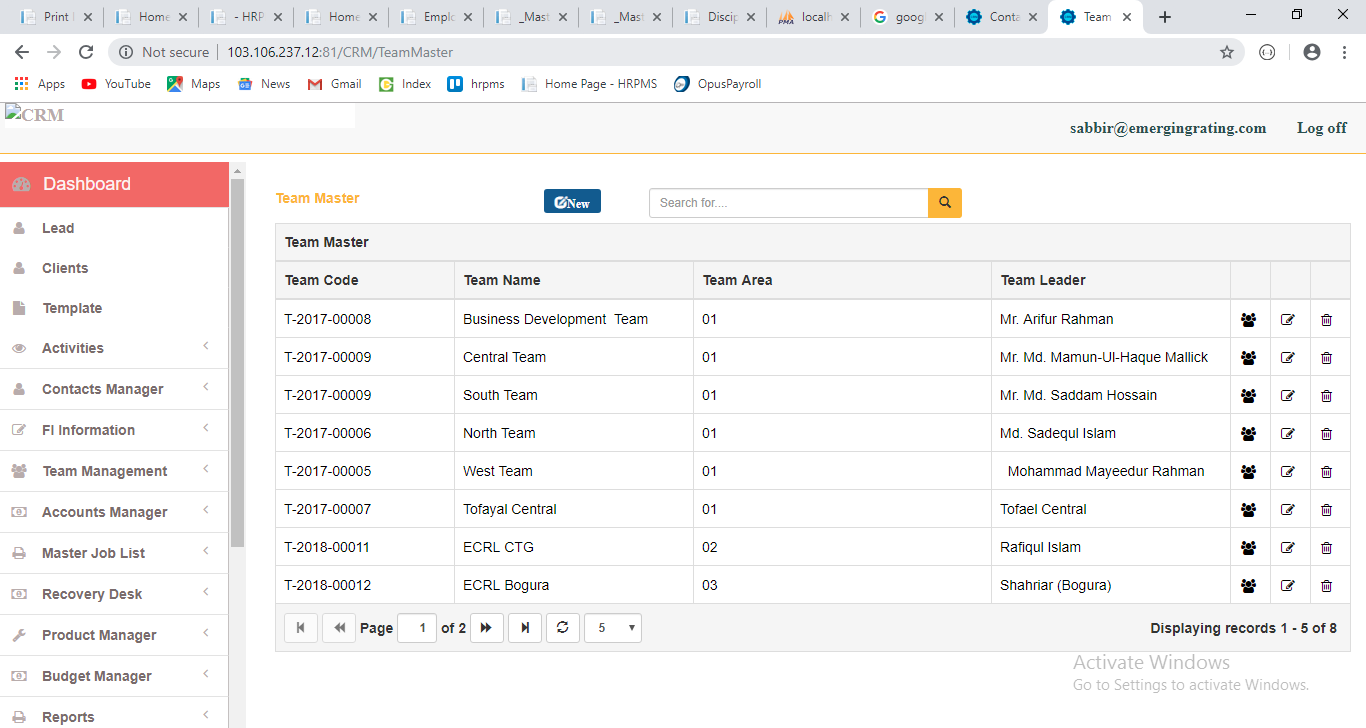 Print Home - HRP Home Emplo _Mast _Mast Discip localh goog Conta Team
Not secure 103.106.237.12:81/CRM/TeamMaster
Apps YouTube Maps News Gmail Index hrpms Home Page - HRPMS OpusPayroll
CRM
sabbir@emergingrating.com Log off
Dashboard
Lead
Clients
Template
Activities
Contacts Manager
FI Information
Team Management
Accounts Manager
Master Job List
Recovery Desk
Product Manager
Budget Manager
Reports
Team Master New Search for....
Team Master
Team Code Team Name Team Area Team Leader
T-2017-00008 Business Development Team 01 Mr. Arifur Rahman
T-2017-00009 Central Team 01 Mr. Md. Mamun-Ul-Haque Mallick
T-2017-00009 South Team 01 Mr. Md. Saddam Hossain
T-2017-00006 North Team 01 Md. Sadequl Islam
T-2017-00005 West Team 01 Mohammad Mayeedur Rahman
T-2017-00007 Tofayal Central 01 Tofael Central
T-2018-00011 ECRL CTG 02 Rafiqul Islam
T-2018-00012 ECRL Bogura 03 Shahriar (Bogura)
Page 1 of 2 5 Displaying records 1 - 5 of 8
Activate Windows
Go to Settings to activate Windows.